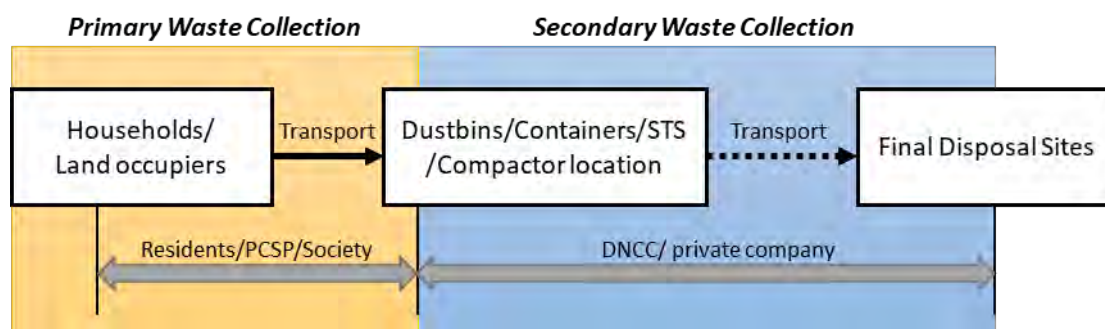 Primary Waste Collection
Secondary Waste Collection
Households/
Land occupiers
Transport
Dustbins/Containers/STS
/Compactor location
Transport
Final Disposal Sites
Residents/PCSP/Society
DNCC/ private company